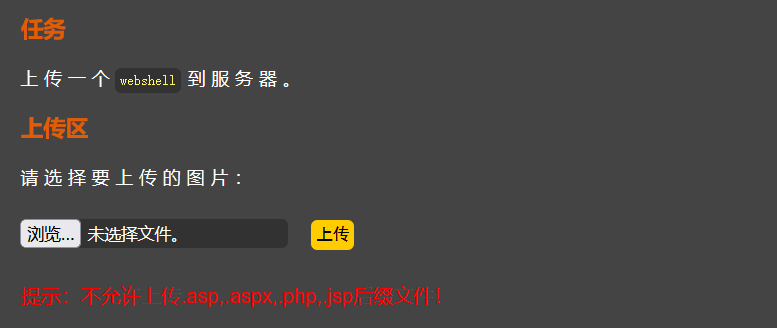 任务
上传一个 webshell 到服务器。
上传区
请选择要上传的图片：
浏览... 未选择文件。 上传
提示：不允许上传.asp,.aspx,.php,.jsp后缀文件！